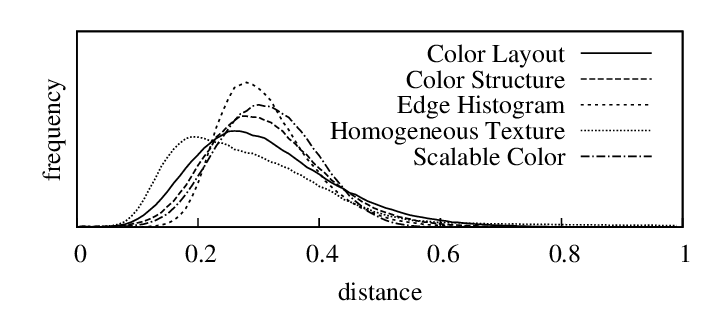 Color Layout
Color Structure
Edge Histogram
Homogeneous Texture
Scalable Color
frequency
0 0.2 0.4 0.6 0.8 1
distance